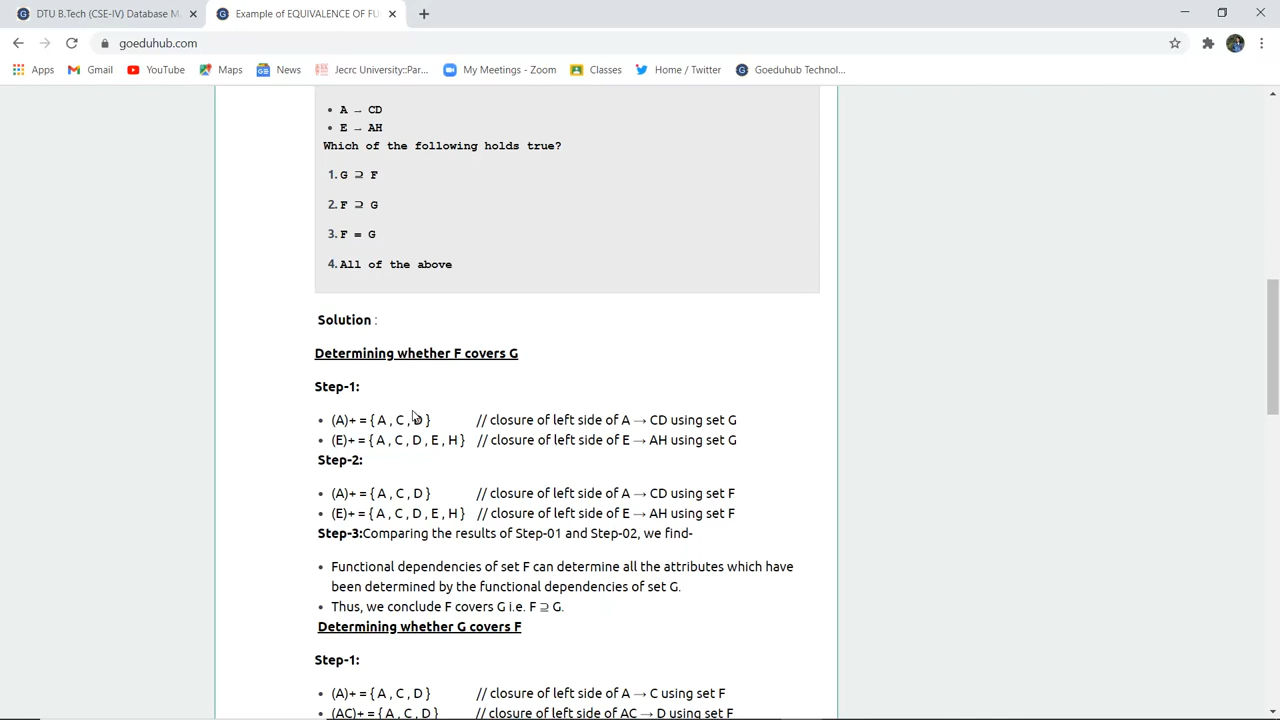 DTU B.Tech (CSE-IV) Database M
Example of EQUIVALENCE OF FU
goeduhub.com
Apps Gmail YouTube Maps News Jecrc University::Par... My Meetings - Zoom Classes Home / Twitter Goeduhub Technol...
• A → CD
• E → AH
Which of the following holds true?
1. G ⊇ F
2. F ⊇ G
3. F = G
4. All of the above
Solution :
Determining whether F covers G
Step-1:
• (A)+ = { A , C , D } // closure of left side of A → CD using set G
• (E)+ = { A , C , D , E , H } // closure of left side of E → AH using set G
Step-2:
• (A)+ = { A , C , D } // closure of left side of A → CD using set F
• (E)+ = { A , C , D , E , H } // closure of left side of E → AH using set F
Step-3:Comparing the results of Step-01 and Step-02, we find-
• Functional dependencies of set F can determine all the attributes which have
been determined by the functional dependencies of set G.
• Thus, we conclude F covers G i.e. F ⊇ G.
Determining whether G covers F
Step-1:
• (A)+ = { A , C , D } // closure of left side of A → C using set F
• (AC)+ = { A , C , D } // closure of left side of AC → D using set F